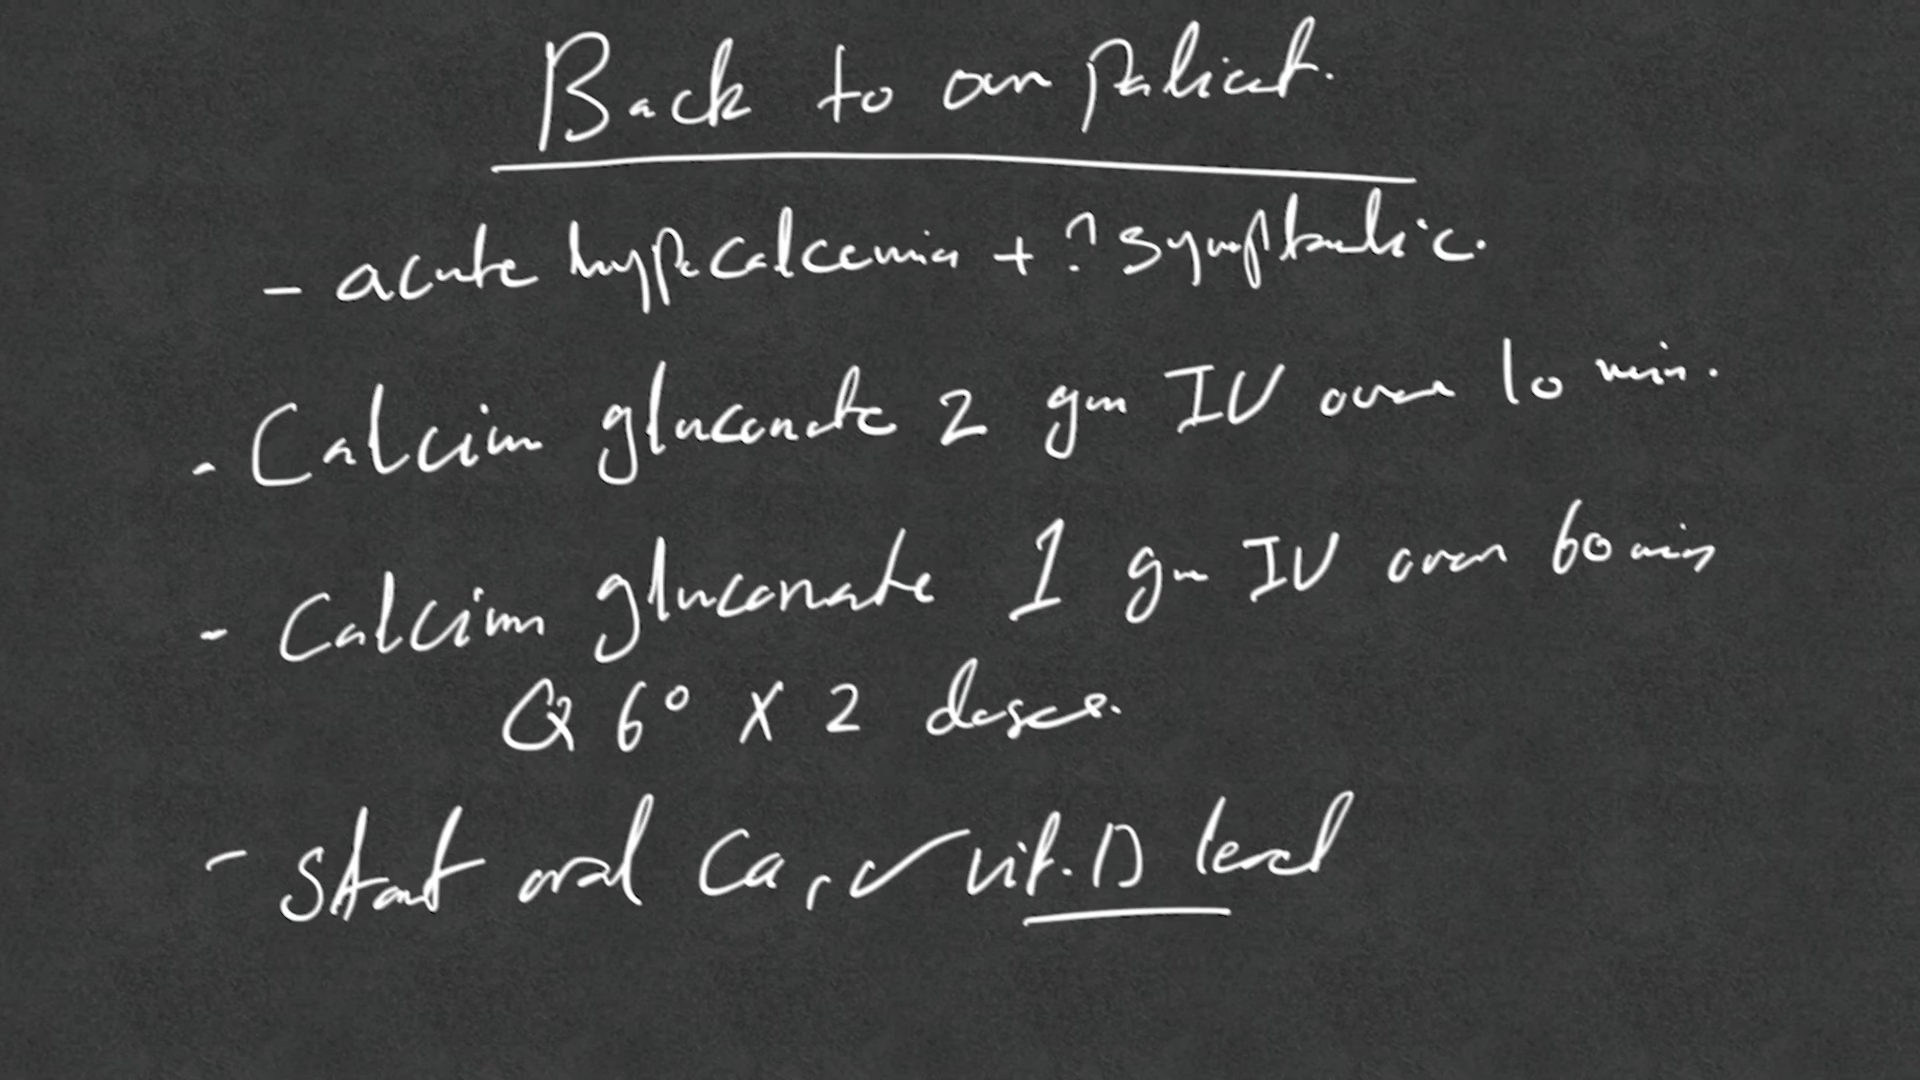 Back to our patient.
- acute hypocalcemia + ? symptomatic.
- Calcium gluconate 2 gm IV over 10 min.
- Calcium gluconate 1 gm IV over 60 min
Q 6° X 2 doses.
- Start oral Ca, ✓ vit. D level